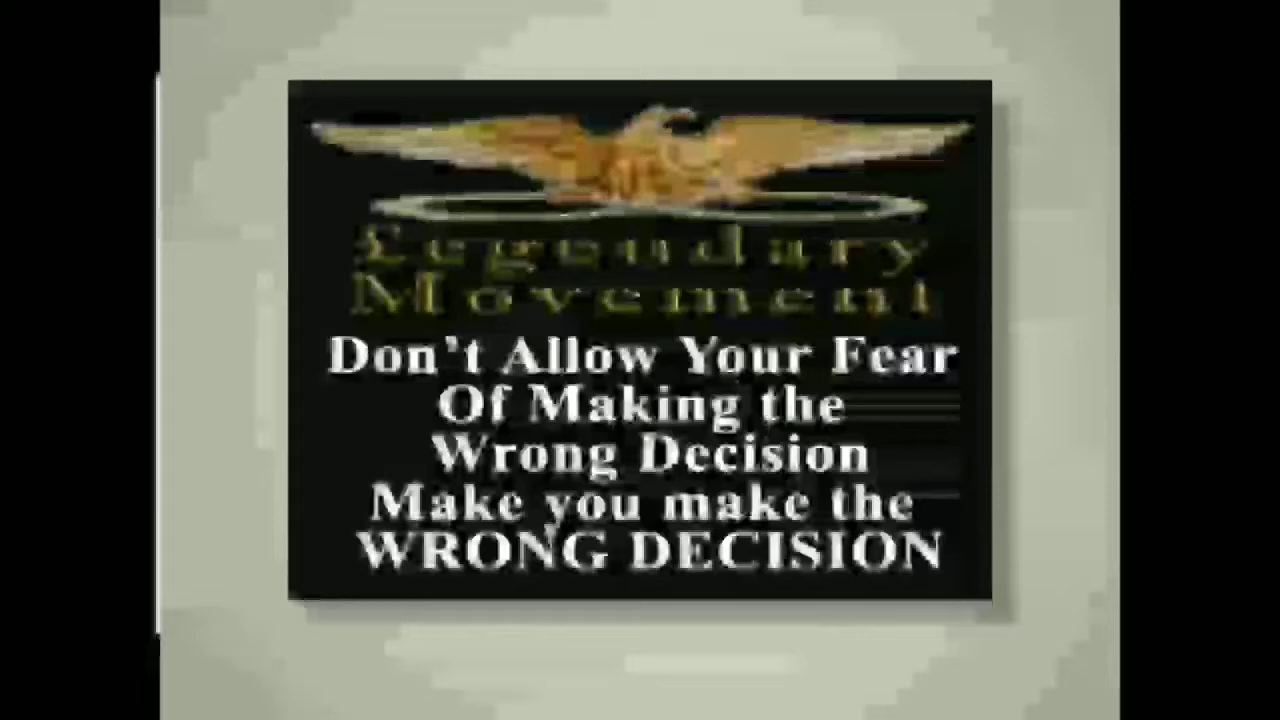 Legendary
Movement
Don't Allow Your Fear
Of Making the
Wrong Decision
Make you make the
WRONG DECISION